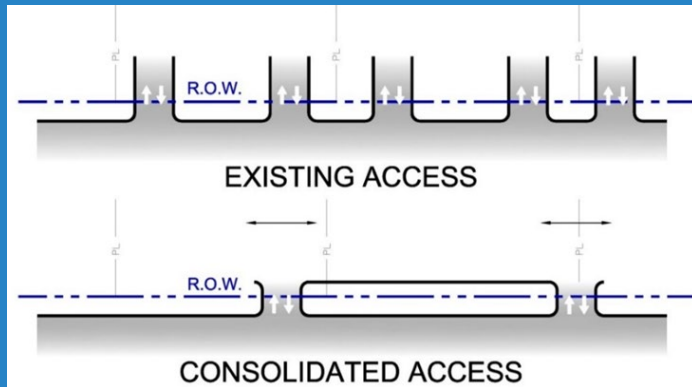 PL
PL
PL
R.O.W.
EXISTING ACCESS
PL
PL
PL
R.O.W.
CONSOLIDATED ACCESS